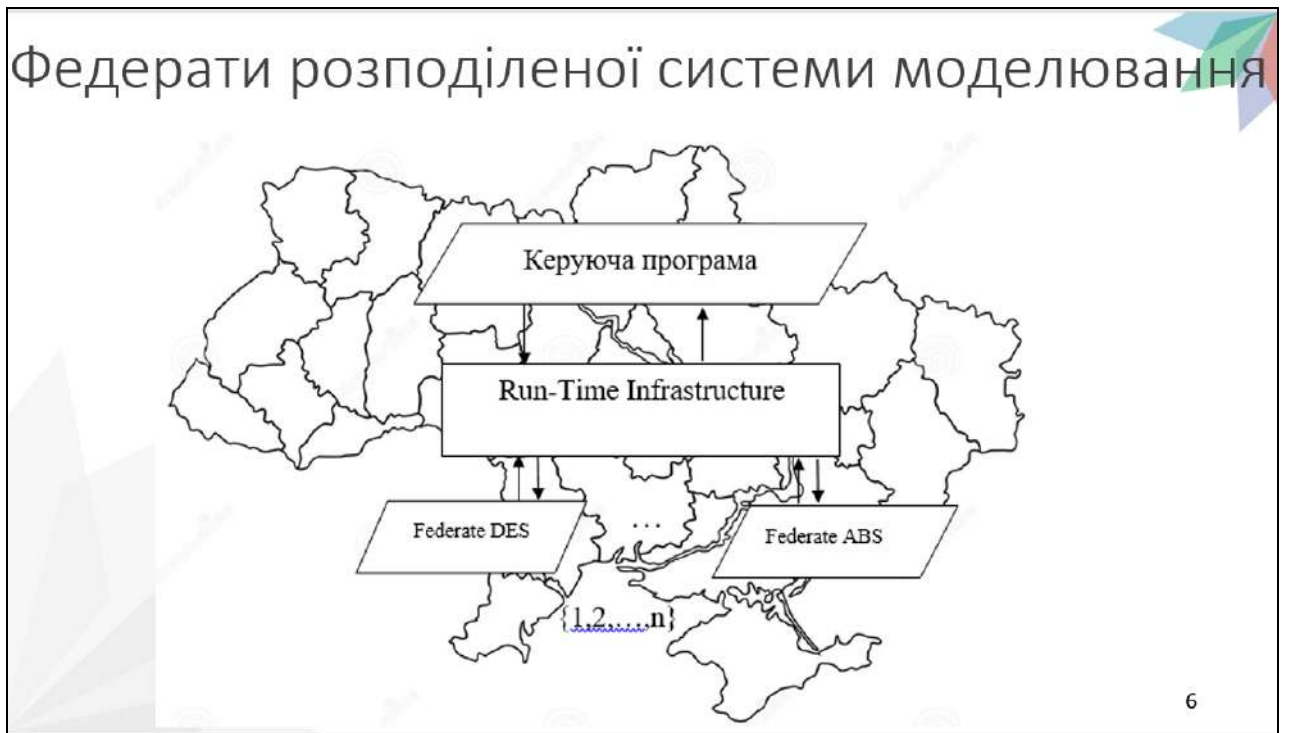 Федерати розподіленої системи моделювання
Керуюча програма
Run-Time Infrastructure
Federate DES
...
Federate ABS
{1,2,...,n}
6